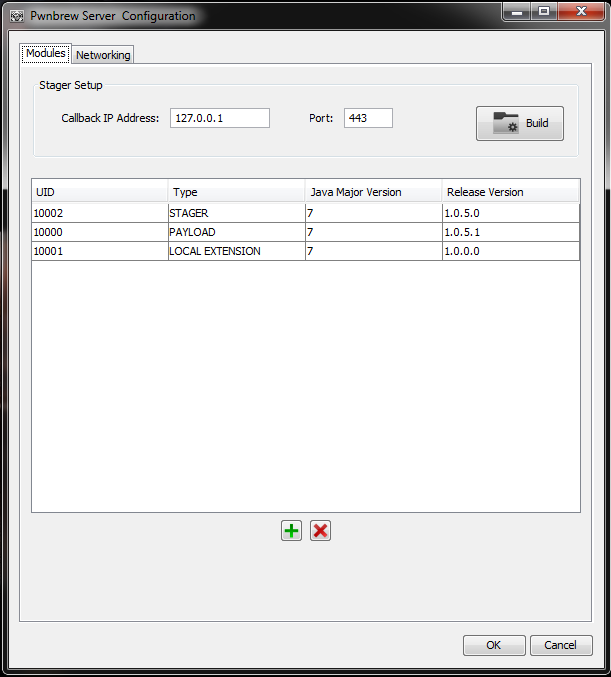 Pwnbrew Server Configuration
Modules Networking
Stager Setup
Callback IP Address: 127.0.0.1 Port: 443 Build
UID Type Java Major Version Release Version
10002 STAGER 7 1.0.5.0
10000 PAYLOAD 7 1.0.5.1
10001 LOCAL EXTENSION 7 1.0.0.0
OK Cancel